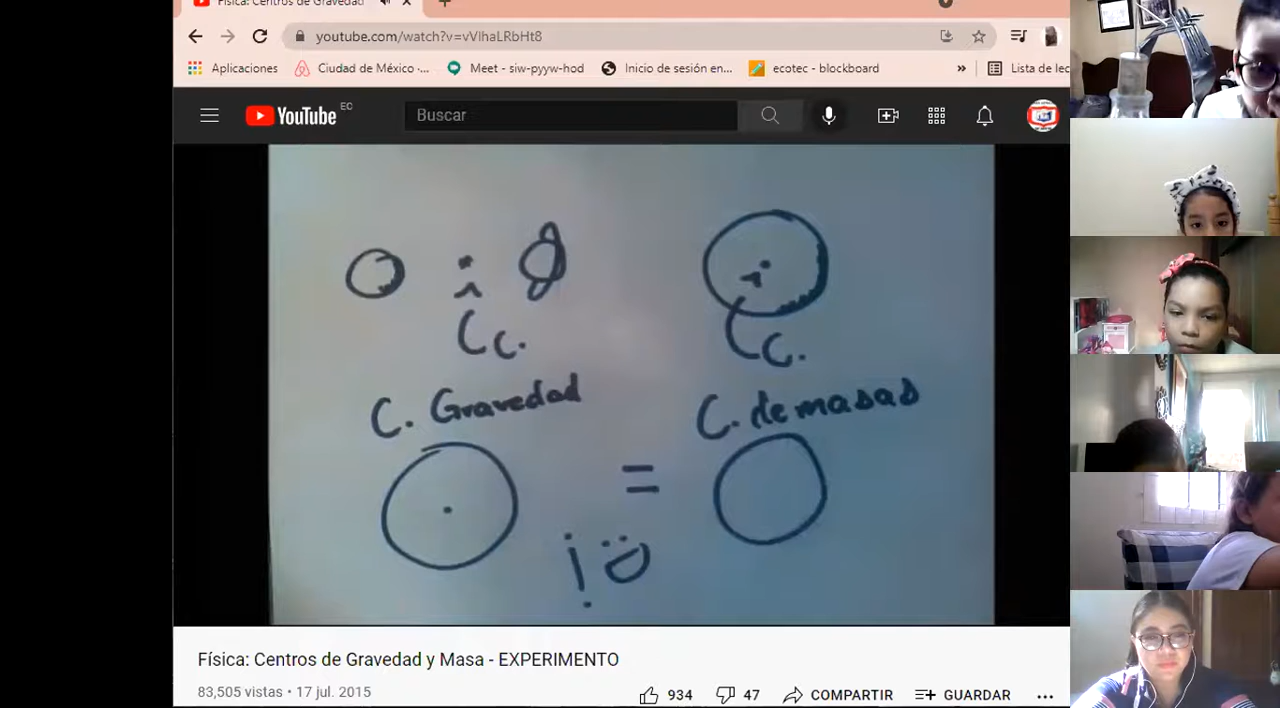 Física: Centros de Gravedad
youtube.com/watch?v=vVlhaLRbHt8
Aplicaciones Ciudad de México ·... Meet - siw-pyyw-hod Inicio de sesión en... ecotec - blockboard » Lista de lec
YouTube EC Buscar
C. C.
C. Gravedad C. de masas
=
Física: Centros de Gravedad y Masa - EXPERIMENTO
83,505 vistas • 17 jul. 2015 934 47 COMPARTIR GUARDAR ...